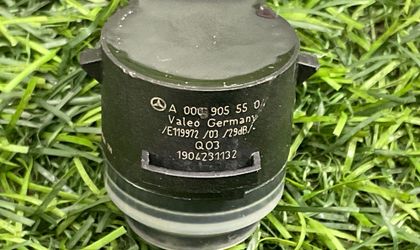 A 000 905 55 04
Valeo Germany
/E119972 /03 /29dB/-
Q03
1904231132